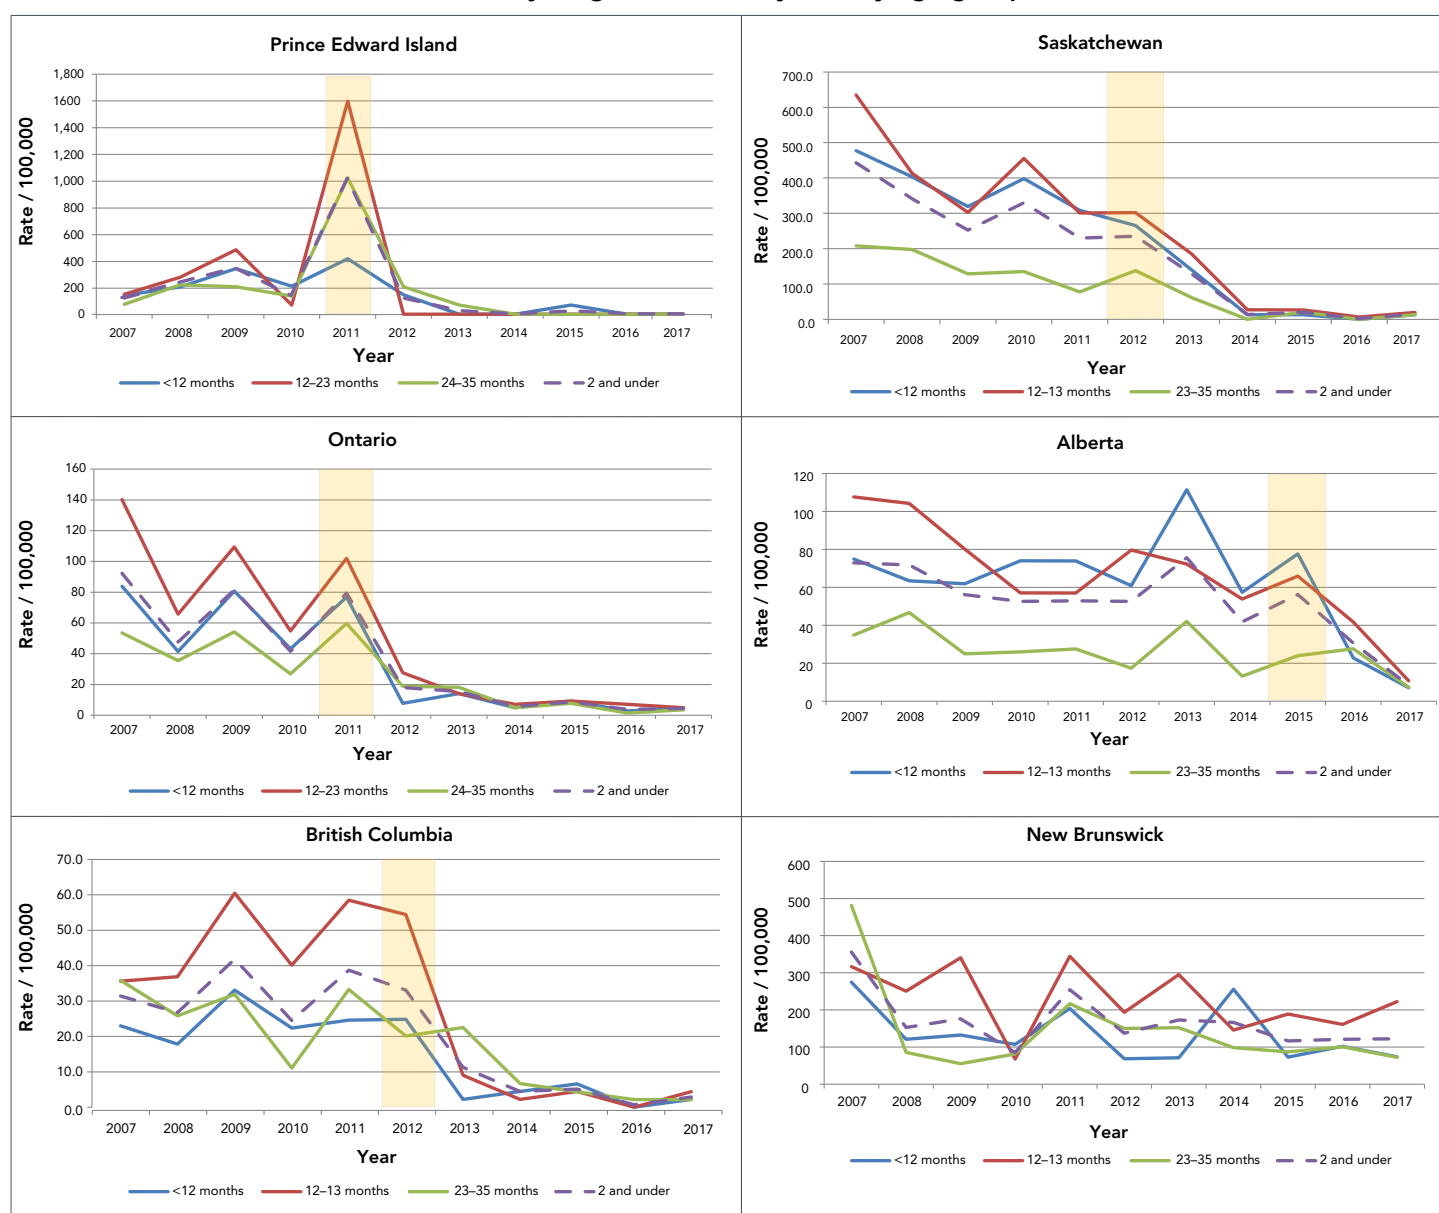 Prince Edward Island
Rate / 100,000
1,800
1600
1,400
1,200
1,000
800
600
400
200
0
2007 2008 2009 2010 2011 2012 2013 2014 2015 2016 2017
Year
<12 months 12–23 months 24–35 months 2 and under
Saskatchewan
Rate / 100,000
700.0
600.0
500.0
400.0
300.0
200.0
100.0
0.0
2007 2008 2009 2010 2011 2012 2013 2014 2015 2016 2017
Year
<12 months 12–13 months 23–35 months 2 and under
Ontario
Rate / 100,000
160
140
120
100
80
60
40
20
0
2007 2008 2009 2010 2011 2012 2013 2014 2015 2016 2017
Year
<12 months 12–23 months 24–35 months 2 and under
Alberta
Rate / 100,000
120
100
80
60
40
20
0
2007 2008 2009 2010 2011 2012 2013 2014 2015 2016 2017
Year
<12 months 12–13 months 23–35 months 2 and under
British Columbia
Rate / 100,000
70.0
60.0
50.0
40.0
30.0
20.0
10.0
0.0
2007 2008 2009 2010 2011 2012 2013 2014 2015 2016 2017
Year
<12 months 12–13 months 23–35 months 2 and under
New Brunswick
Rate / 100,000
600
500
400
300
200
100
0
2007 2008 2009 2010 2011 2012 2013 2014 2015 2016 2017
Year
<12 months 12–13 months 23–35 months 2 and under